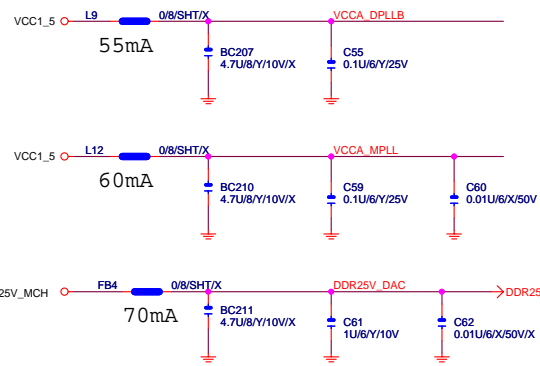 L9 0/8/SHT/X VCCA_DPLLB
VCC1_5
55mA
BC207 C55
4.7U/8/Y/10V/X 0.1U/6/Y/25V
L12 0/8/SHT/X VCCA_MPLL
VCC1_5
60mA
BC210 C59 C60
4.7U/8/Y/10V/X 0.1U/6/Y/25V 0.01U/6/X/50V
FB4 0/8/SHT/X DDR25V_DAC
25V_MCH DDR25
70mA
BC211 C61 C62
4.7U/8/Y/10V/X 1U/6/Y/10V 0.01U/6/X/50V/X